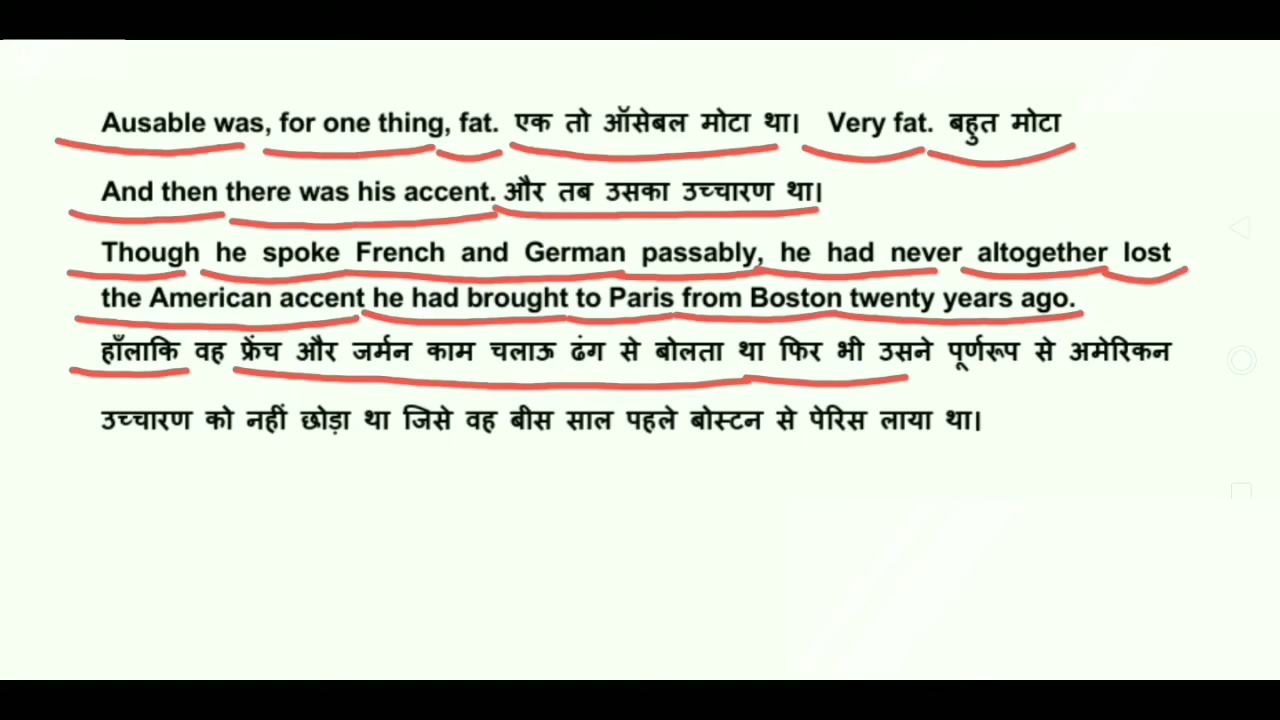 Ausable was, for one thing, fat. एक तो ऑसेबल मोटा था। Very fat. बहुत मोटा
And then there was his accent. और तब उसका उच्चारण था।
Though he spoke French and German passably, he had never altogether lost
the American accent he had brought to Paris from Boston twenty years ago.
हाँलाकि वह फ्रेंच और जर्मन काम चलाऊ ढंग से बोलता था फिर भी उसने पूर्णरूप से अमेरिकन
उच्चारण को नहीं छोड़ा था जिसे वह बीस साल पहले बोस्टन से पेरिस लाया था।